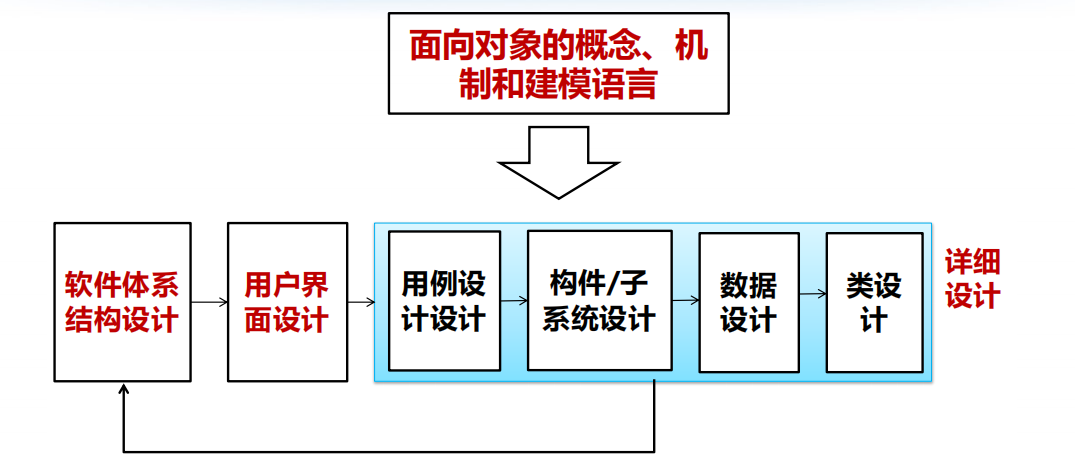 面向对象的概念、机
制和建模语言
软件体系
结构设计
用户界
面设计
用例设
计设计
构件/子
系统设计
数据
设计
类设
计
详细
设计